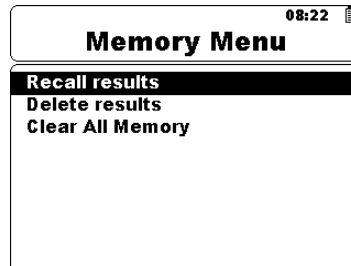 08:22
Memory Menu
Recall results
Delete results
Clear All Memory